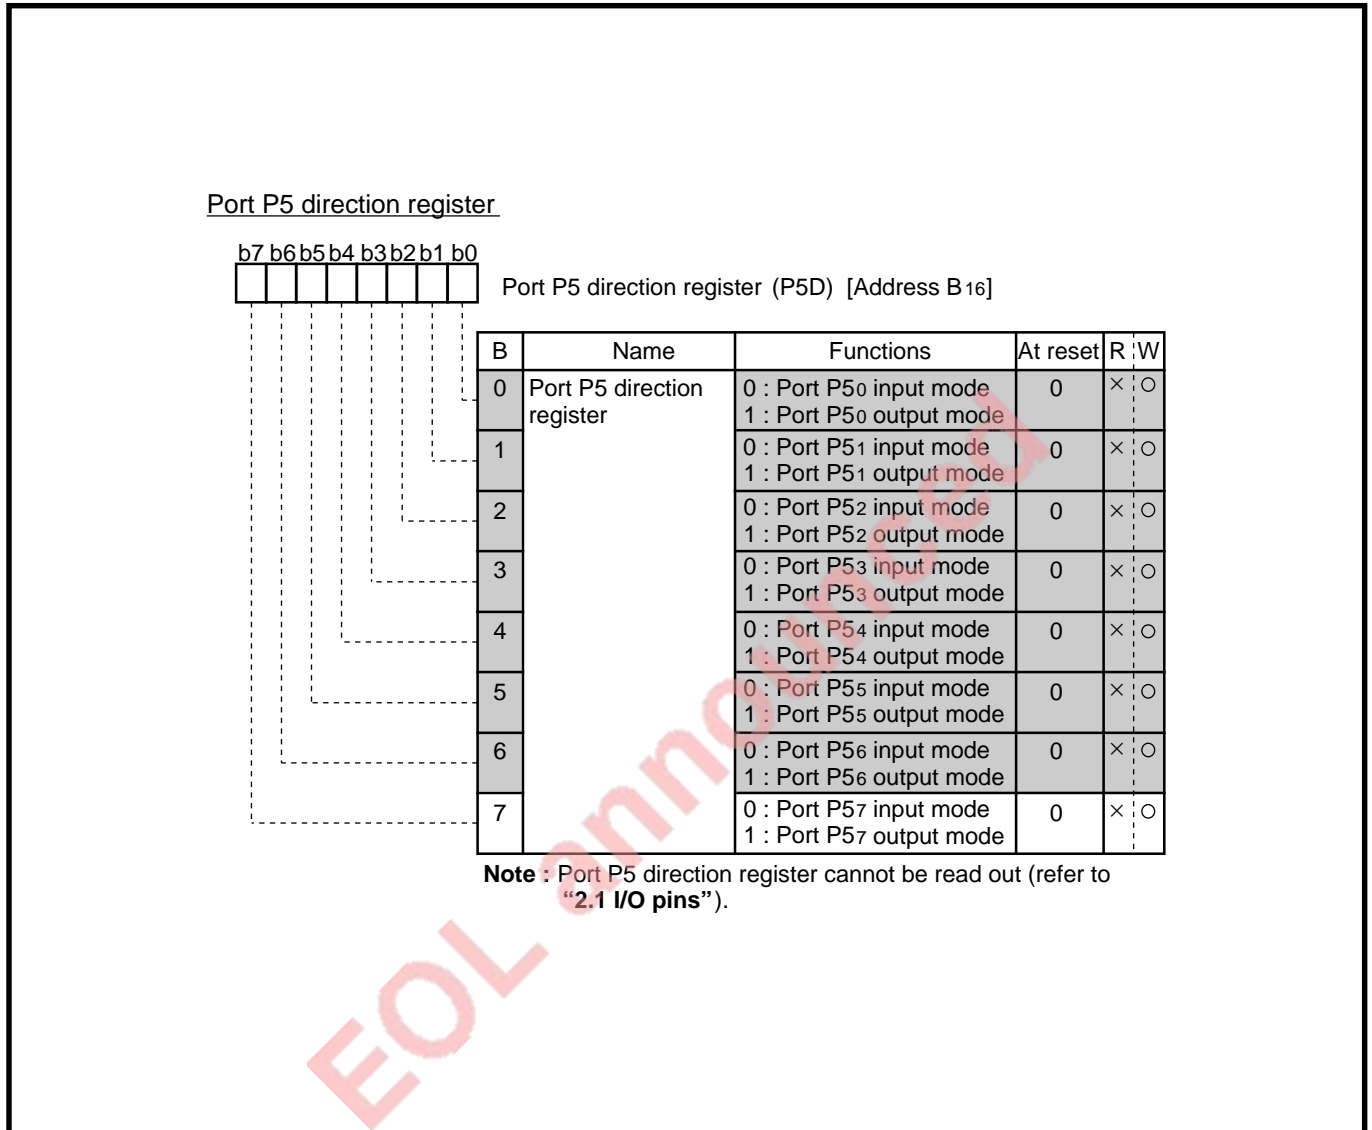 Port P5 direction register
b7 b6 b5 b4 b3 b2 b1 b0
Port P5 direction register (P5D) [Address B16]
B Name Functions At reset R W
0 Port P5 direction register 0 : Port P50 input mode 0 × ○
1 : Port P50 output mode
1 0 : Port P51 input mode 0 × ○
1 : Port P51 output mode
2 0 : Port P52 input mode 0 × ○
1 : Port P52 output mode
3 0 : Port P53 input mode 0 × ○
1 : Port P53 output mode
4 0 : Port P54 input mode 0 × ○
1 : Port P54 output mode
5 0 : Port P55 input mode 0 × ○
1 : Port P55 output mode
6 0 : Port P56 input mode 0 × ○
1 : Port P56 output mode
7 0 : Port P57 input mode 0 × ○
1 : Port P57 output mode
Note : Port P5 direction register cannot be read out (refer to
“2.1 I/O pins”).
EOL announced